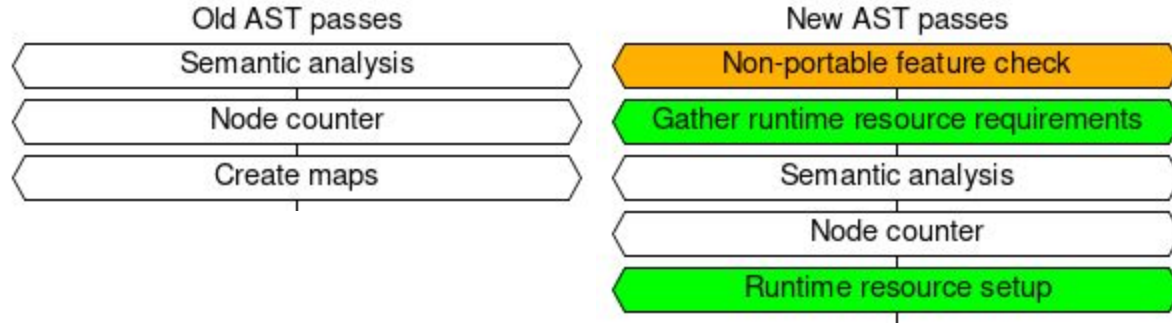 Old AST passes
Semantic analysis
Node counter
Create maps
New AST passes
Non-portable feature check
Gather runtime resource requirements
Semantic analysis
Node counter
Runtime resource setup